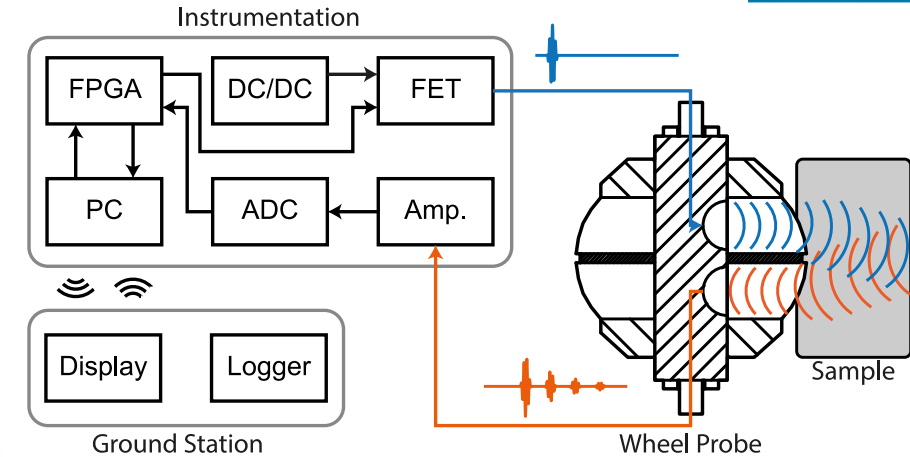 Instrumentation
FPGA
DC/DC
FET
PC
ADC
Amp.
Display
Logger
Sample
Ground Station
Wheel Probe